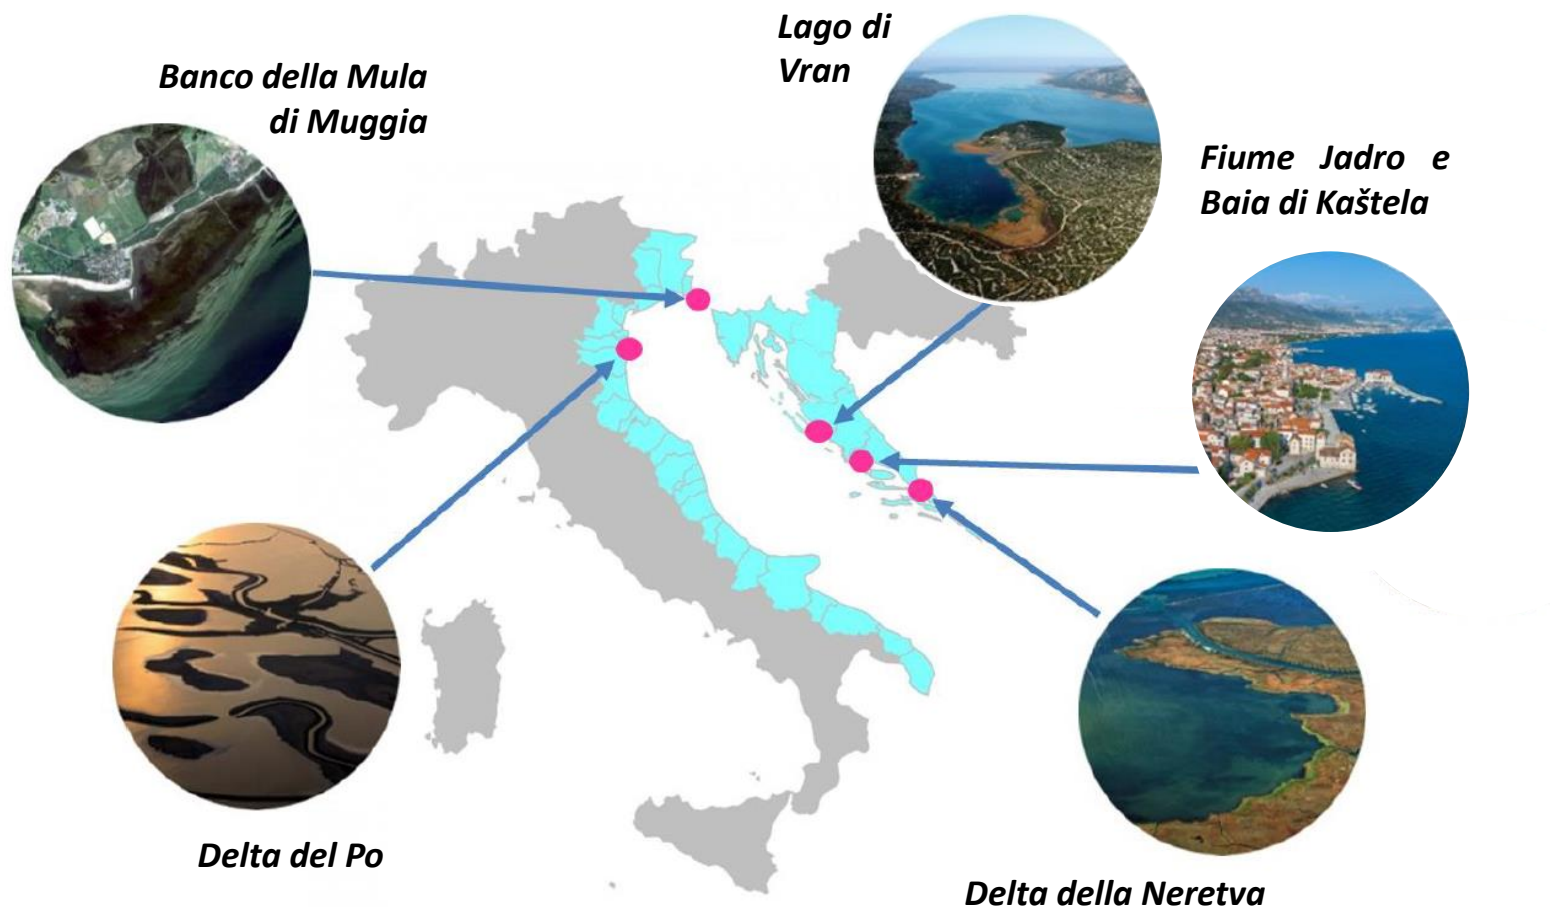 Lago di
Vran
Banco della Mula
di Muggia
Fiume Jadro e
Baia di Kaštela
Delta del Po
Delta della Neretva